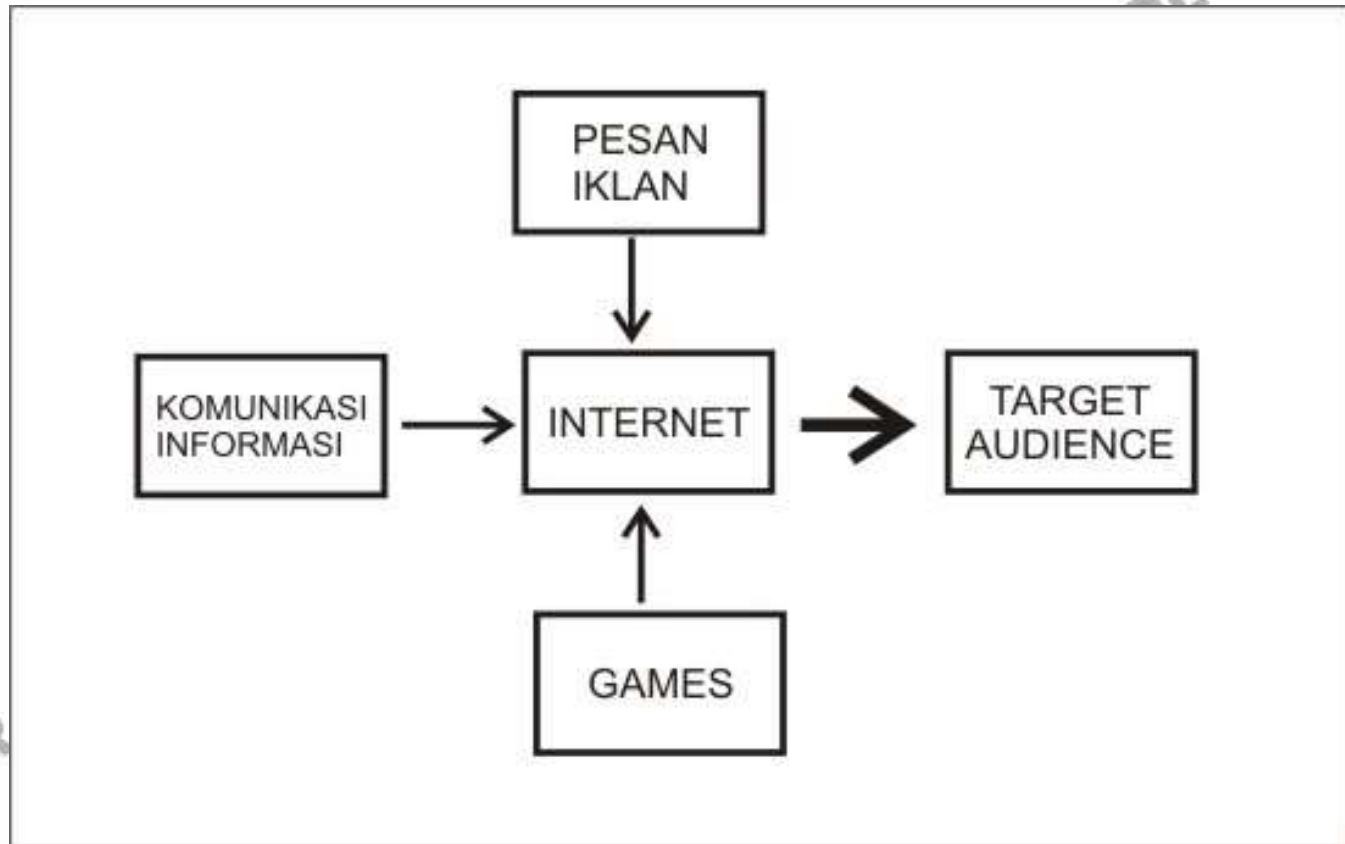 PESAN
IKLAN
KOMUNIKASI
INFORMASI
INTERNET
TARGET
AUDIENCE
GAMES